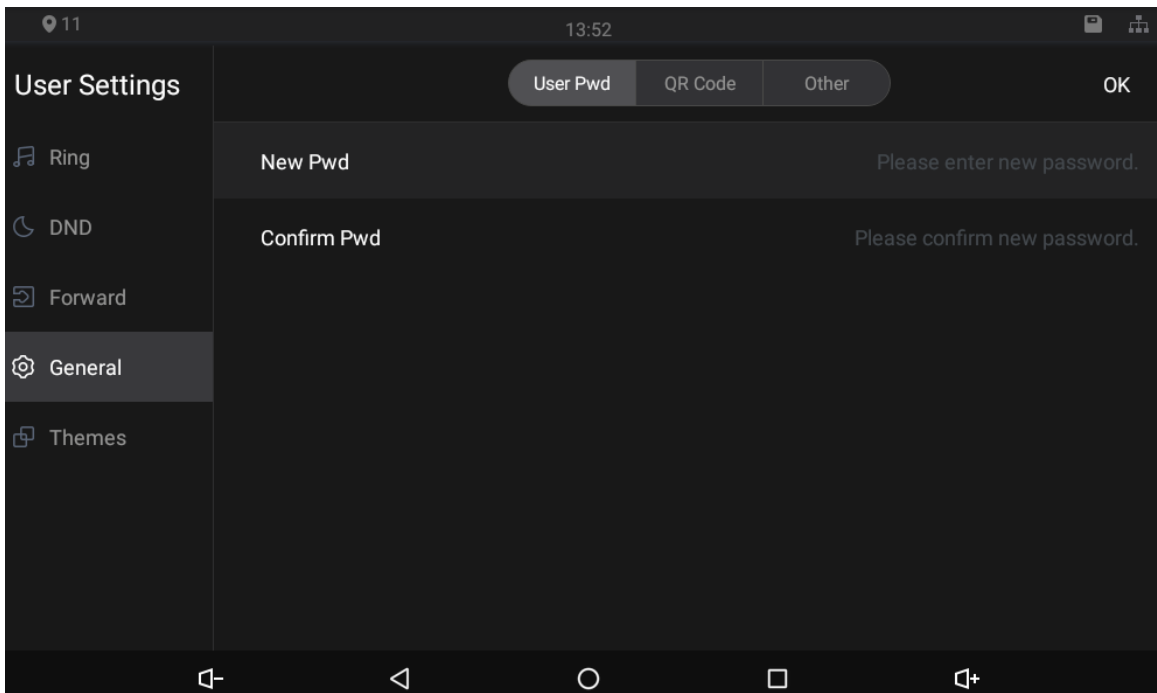 11
13:52
User Settings
User Pwd
QR Code
Other
OK
Ring
New Pwd
Please enter new password.
DND
Confirm Pwd
Please confirm new password.
Forward
General
Themes